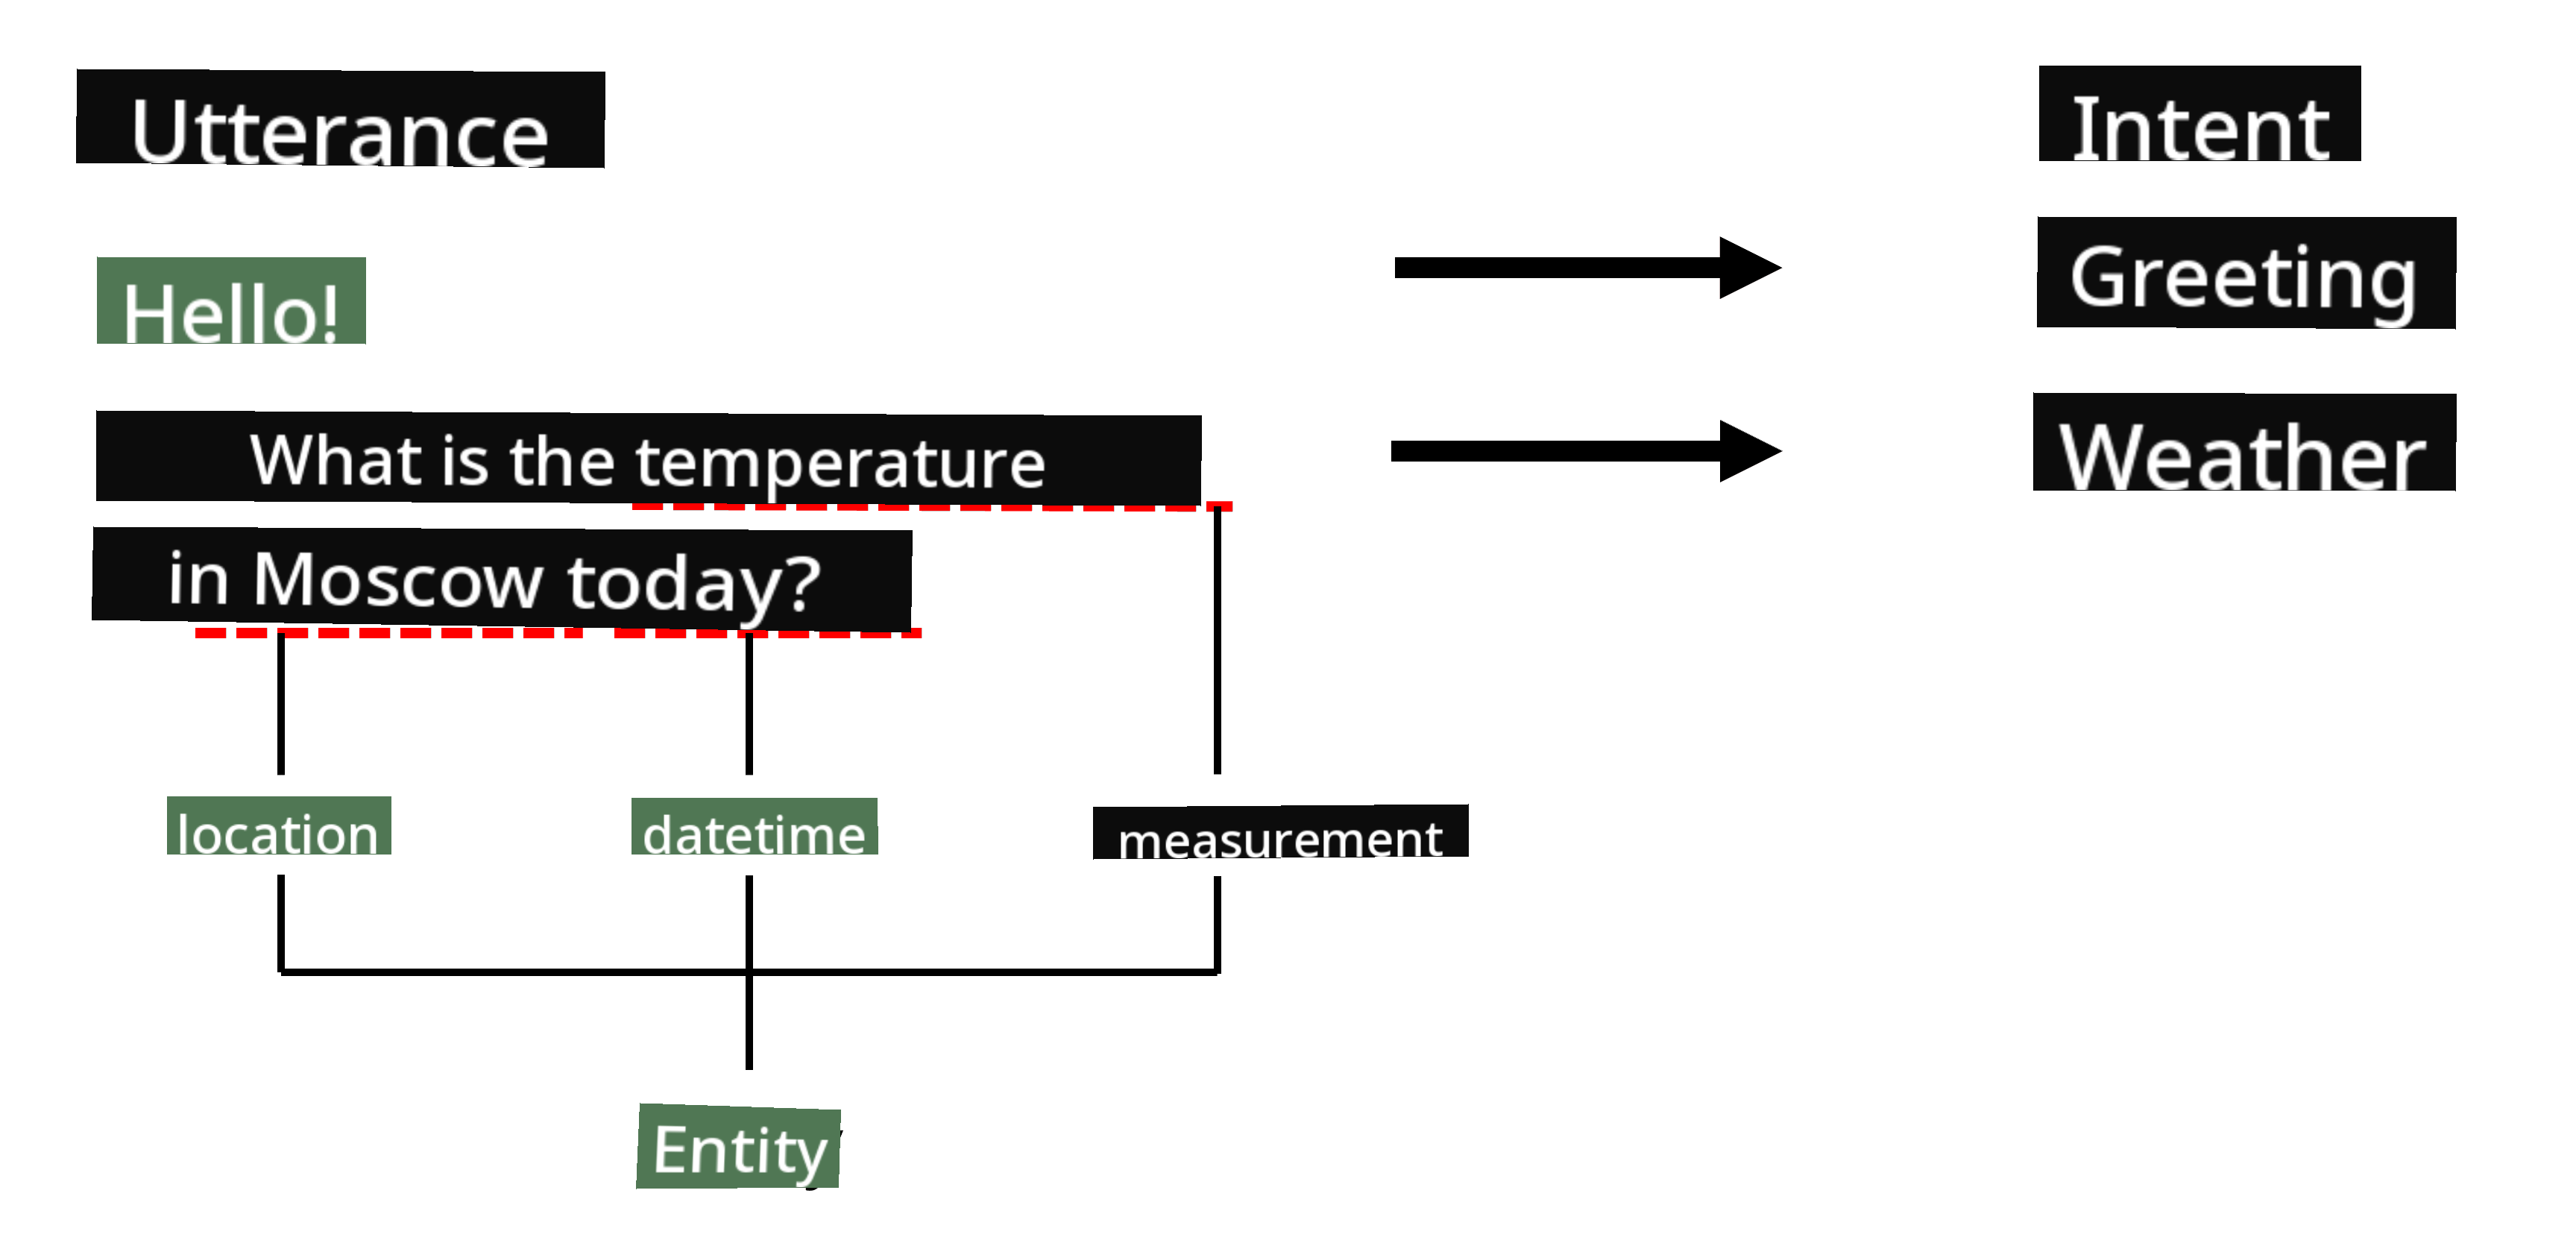 Utterance
Intent
Hello!
Greeting
What is the temperature
Weather
in Moscow today?
location
datetime
measurement
Entity